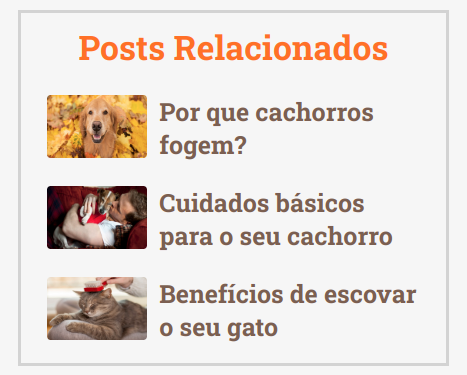 Posts Relacionados
Por que cachorros
fogem?
Cuidados básicos
para o seu cachorro
Benefícios de escovar
o seu gato